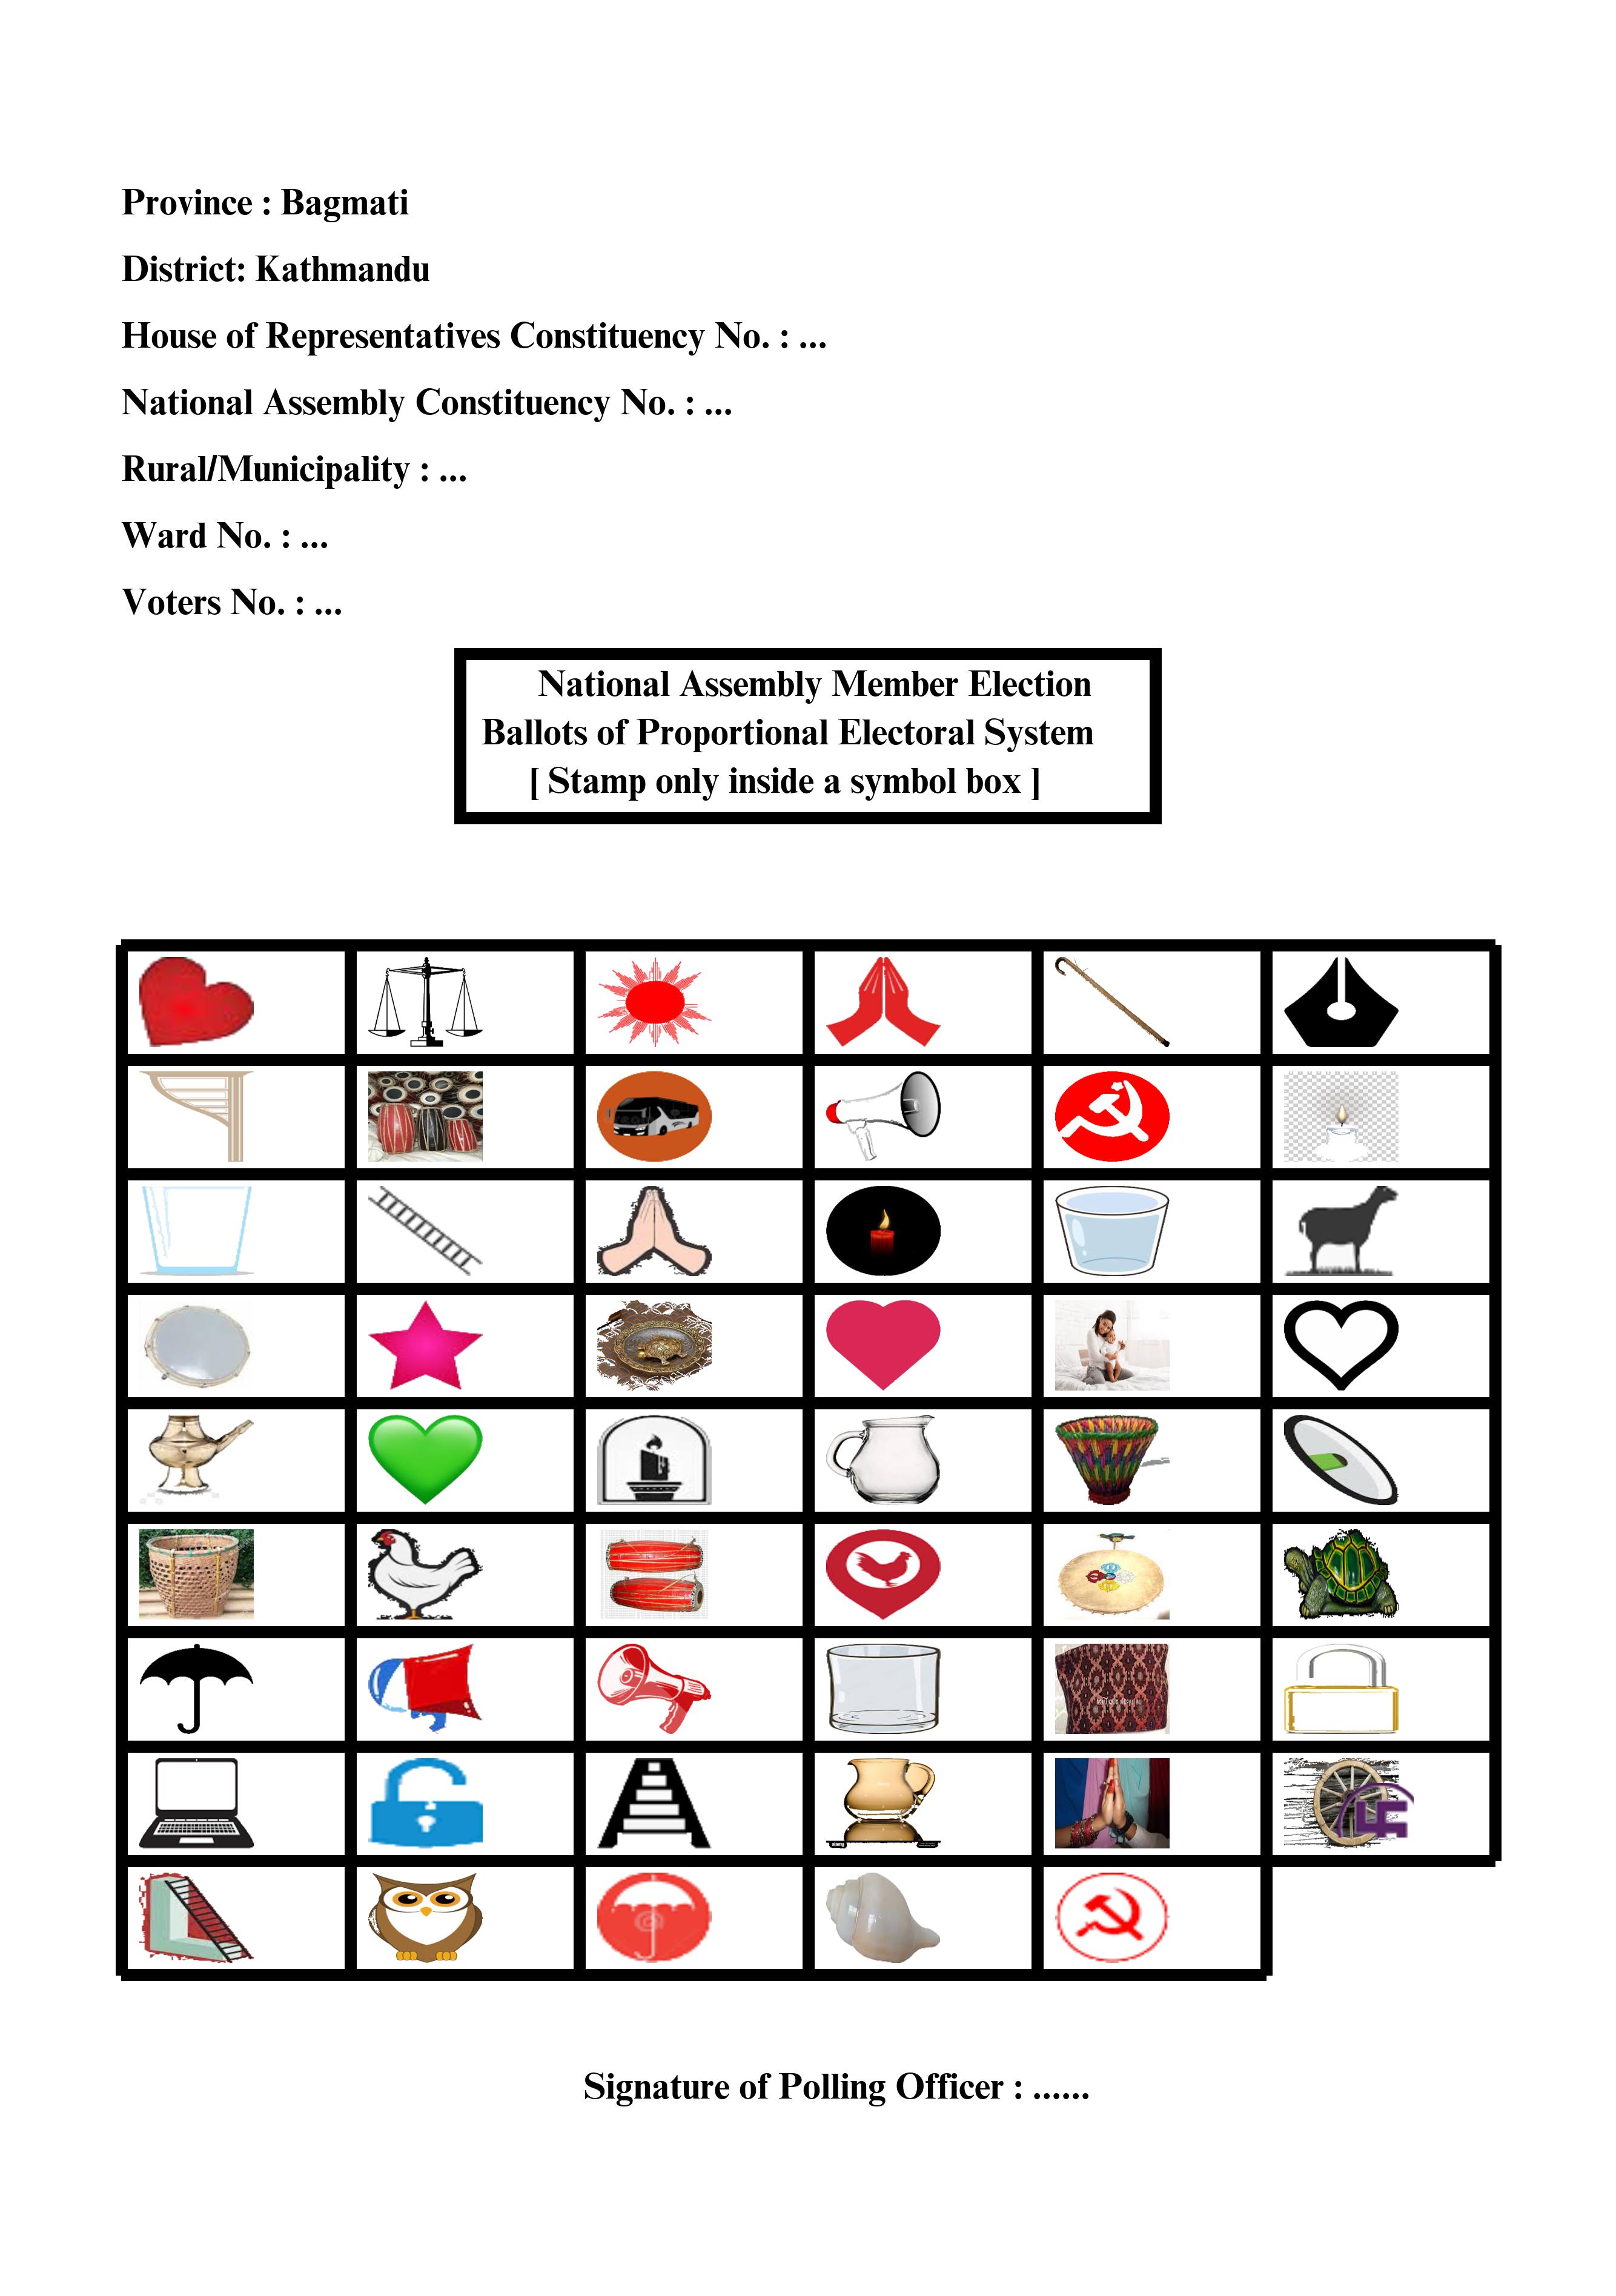 Province : Bagmati
District: Kathmandu
House of Representatives Constituency No. : ...
National Assembly Constituency No. : ...
Rural/Municipality : ...
Ward No. : ...
Voters No. : ...
National Assembly Member Election
Ballots of Proportional Electoral System
[ Stamp only inside a symbol box ]
Signature of Polling Officer : ......